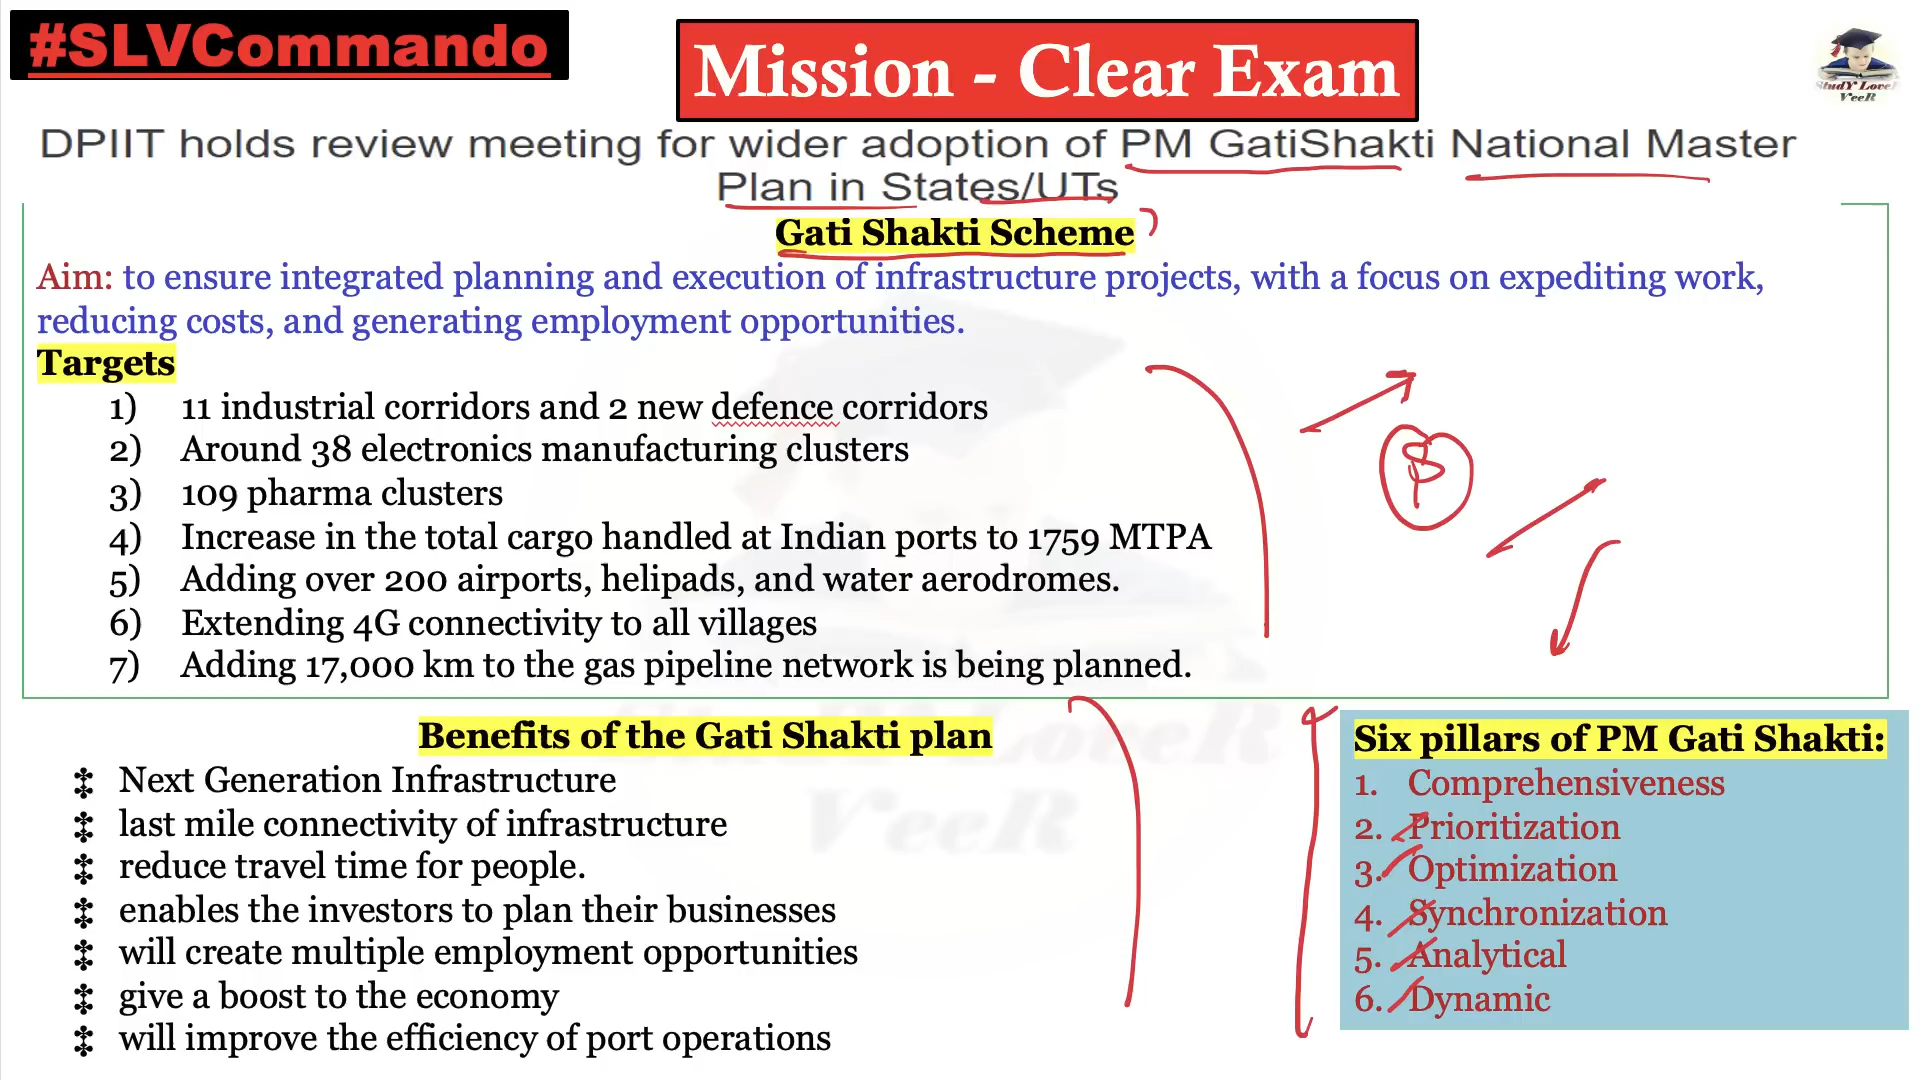 #SLVCommando
Mission - Clear Exam
StudY LoveR
VeeR
DPIIT holds review meeting for wider adoption of PM GatiShakti National Master
Plan in States/UTs
Gati Shakti Scheme
Aim: to ensure integrated planning and execution of infrastructure projects, with a focus on expediting work,
reducing costs, and generating employment opportunities.
Targets
1) 11 industrial corridors and 2 new defence corridors
2) Around 38 electronics manufacturing clusters
3) 109 pharma clusters
4) Increase in the total cargo handled at Indian ports to 1759 MTPA
5) Adding over 200 airports, helipads, and water aerodromes.
6) Extending 4G connectivity to all villages
7) Adding 17,000 km to the gas pipeline network is being planned.
Benefits of the Gati Shakti plan
Next Generation Infrastructure
last mile connectivity of infrastructure
reduce travel time for people.
enables the investors to plan their businesses
will create multiple employment opportunities
give a boost to the economy
will improve the efficiency of port operations
Six pillars of PM Gati Shakti:
1. Comprehensiveness
2. Prioritization
3. Optimization
4. Synchronization
5. Analytical
6. Dynamic